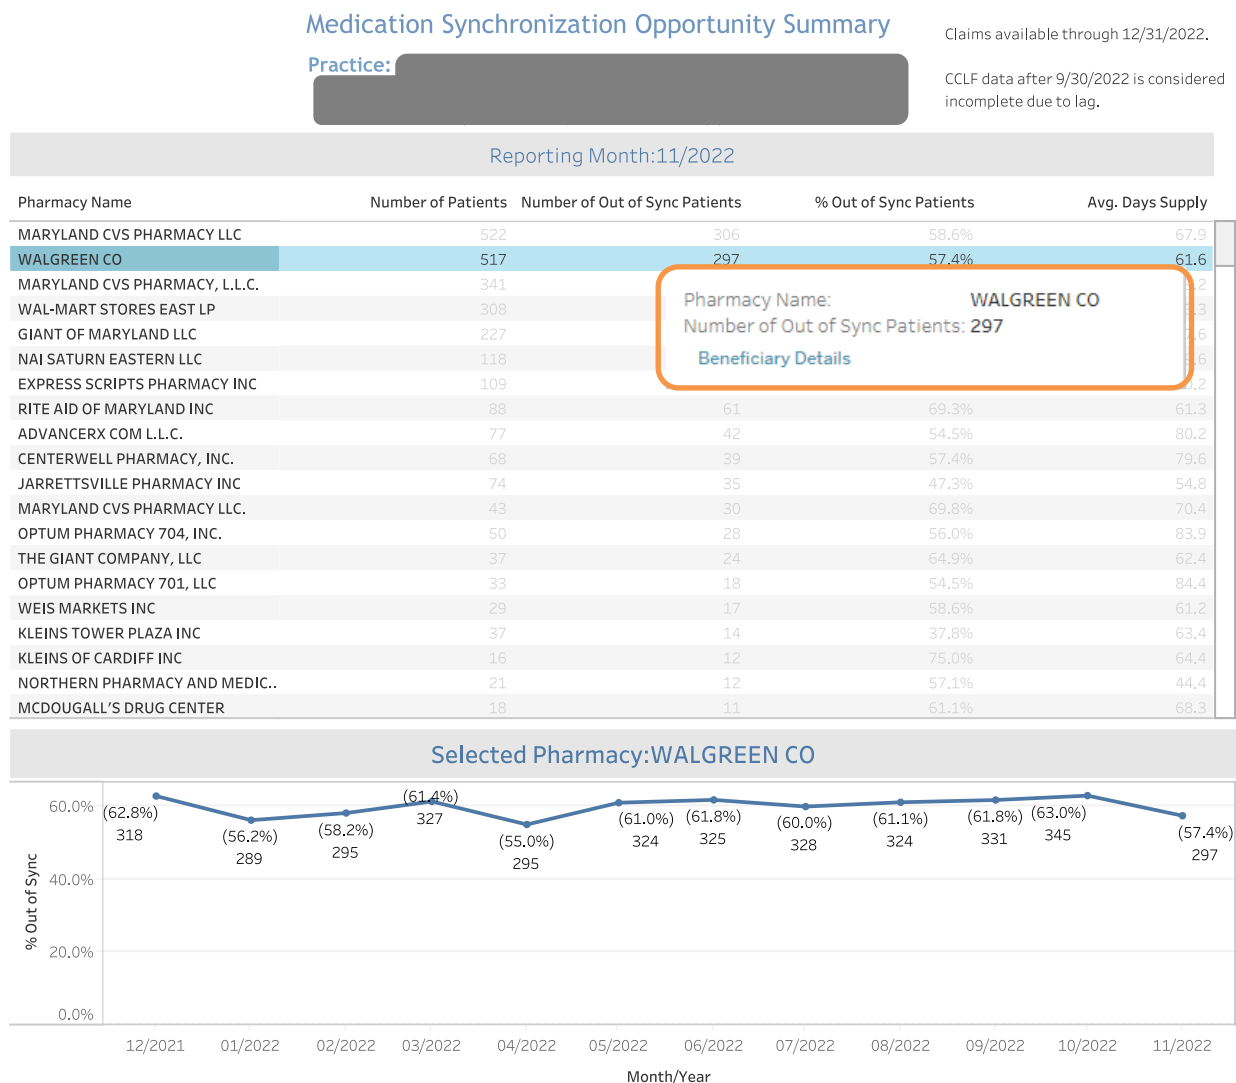 Medication Synchronization Opportunity Summary
Claims available through 12/31/2022.
Practice:
CCLF data after 9/30/2022 is considered
incomplete due to lag.
Reporting Month:11/2022
Pharmacy Name Number of Patients Number of Out of Sync Patients % Out of Sync Patients Avg. Days Supply
MARYLAND CVS PHARMACY LLC 522 306 58.6% 67.9
WALGREEN CO 517 297 57.4% 61.6
MARYLAND CVS PHARMACY, L.L.C. 341
WAL-MART STORES EAST LP 308
GIANT OF MARYLAND LLC 227
NAI SATURN EASTERN LLC 118
EXPRESS SCRIPTS PHARMACY INC 109
Pharmacy Name: WALGREEN CO
Number of Out of Sync Patients: 297
Beneficiary Details
RITE AID OF MARYLAND INC 88 61 69.3% 61.3
ADVANCERX COM L.L.C. 77 42 54.5% 80.2
CENTERWELL PHARMACY, INC. 68 39 57.4% 79.6
JARRETTSVILLE PHARMACY INC 74 35 47.3% 54.8
MARYLAND CVS PHARMACY LLC. 43 30 69.8% 70.4
OPTUM PHARMACY 704, INC. 50 28 56.0% 83.9
THE GIANT COMPANY, LLC 37 24 64.9% 62.4
OPTUM PHARMACY 701, LLC 33 18 54.5% 84.4
WEIS MARKETS INC 29 17 58.6% 61.2
KLEINS TOWER PLAZA INC 37 14 37.8% 63.4
KLEINS OF CARDIFF INC 16 12 75.0% 64.4
NORTHERN PHARMACY AND MEDIC.. 21 12 57.1% 44.4
MCDOUGALL'S DRUG CENTER 18 11 61.1% 68.3
Selected Pharmacy:WALGREEN CO
% Out of Sync
60.0%
40.0%
20.0%
0.0%
(62.8%)
318
(56.2%)
289
(58.2%)
295
(61.4%)
327
(55.0%)
295
(61.0%)
324
(61.8%)
325
(60.0%)
328
(61.1%)
324
(61.8%)
331
(63.0%)
345
(57.4%)
297
12/2021 01/2022 02/2022 03/2022 04/2022 05/2022 06/2022 07/2022 08/2022 09/2022 10/2022 11/2022
Month/Year